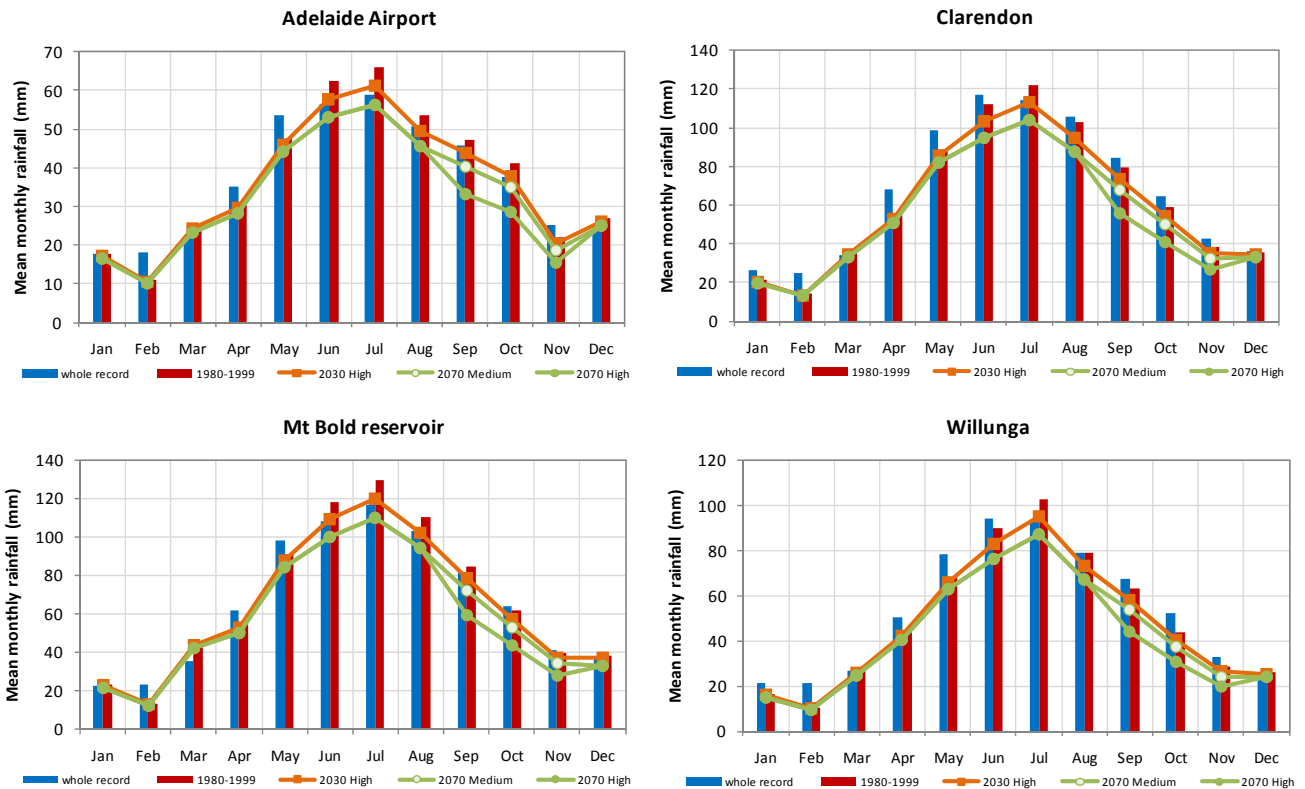 Adelaide Airport
Mean monthly rainfall (mm)
70
60
50
40
30
20
10
0
Jan Feb Mar Apr May Jun Jul Aug Sep Oct Nov Dec
whole record 1980-1999 2030 High 2070 Medium 2070 High
Clarendon
Mean monthly rainfall (mm)
140
120
100
80
60
40
20
0
Jan Feb Mar Apr May Jun Jul Aug Sep Oct Nov Dec
whole record 1980-1999 2030 High 2070 Medium 2070 High
Mt Bold reservoir
Mean monthly rainfall (mm)
140
120
100
80
60
40
20
0
Jan Feb Mar Apr May Jun Jul Aug Sep Oct Nov Dec
whole record 1980-1999 2030 High 2070 Medium 2070 High
Willunga
Mean monthly rainfall (mm)
120
100
80
60
40
20
0
Jan Feb Mar Apr May Jun Jul Aug Sep Oct Nov Dec
whole record 1980-1999 2030 High 2070 Medium 2070 High